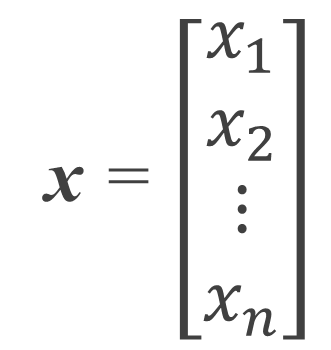 x₁
x₂
x =
⋮
xₙ